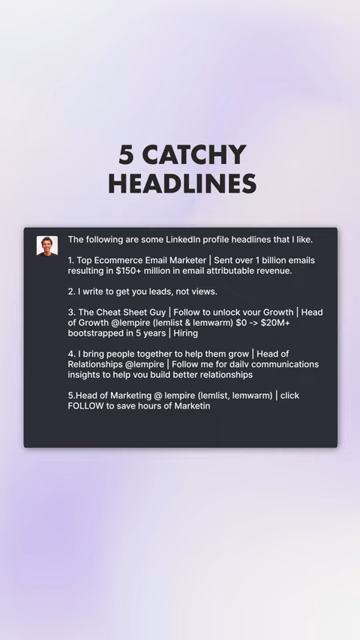 5 CATCHY
HEADLINES
The following are some LinkedIn profile headlines that I like.
1. Top Ecommerce Email Marketer | Sent over 1 billion emails
resulting in $150+ million in email attributable revenue.
2. I write to get you leads, not views.
3. The Cheat Sheet Guy | Follow to unlock your Growth | Head
of Growth @lempire (lemlist & lemwarm) $0 -> $20M+
bootstrapped in 5 years | Hiring
4. I bring people together to help them grow | Head of
Relationships @lempire | Follow me for daily communications
insights to help you build better relationships
5.Head of Marketing @ lempire (lemlist, lemwarm) | click
FOLLOW to save hours of Marketin